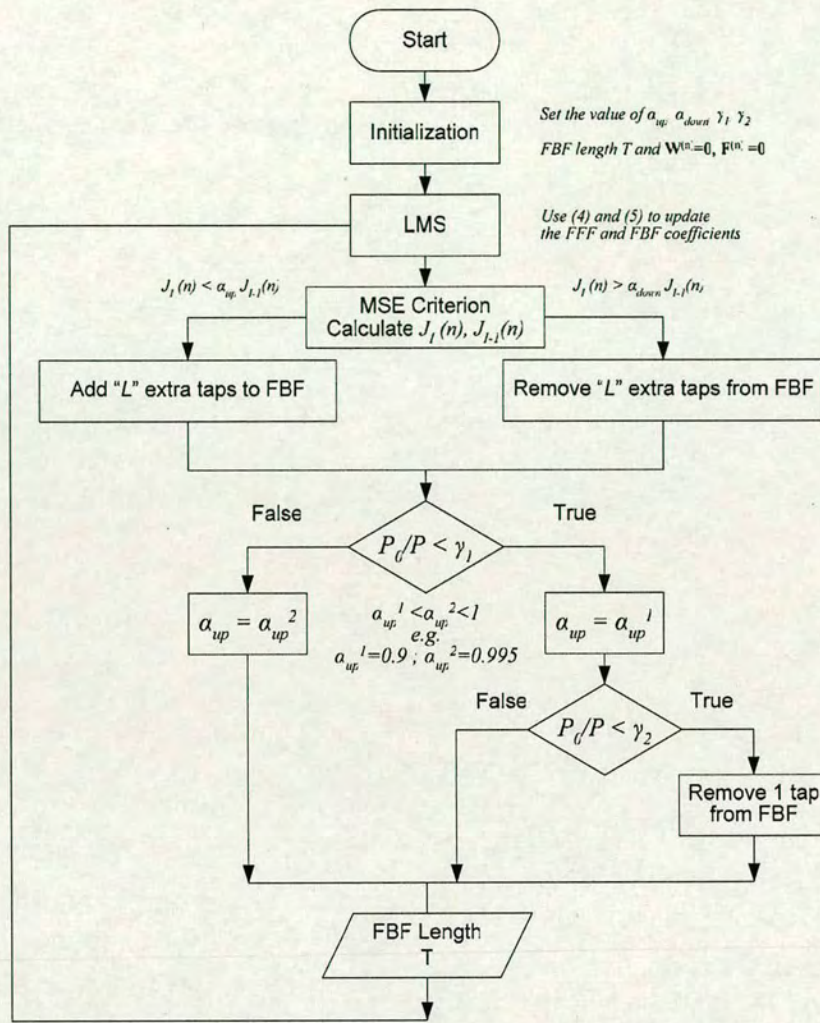 Start
Initialization
Set the value of α_up, α_down, γ_1, γ_2
FBF length T and W^(n)=0, F^(n)=0
LMS
Use (4) and (5) to update
the FFF and FBF coefficients
J_l(n) < α_up J_l-1(n)
J_l(n) > α_down J_l-1(n)
MSE Criterion
Calculate J_l(n), J_l-1(n)
Add "L" extra taps to FBF
Remove "L" extra taps from FBF
False
True
P_0/P < γ_1
α_up = α_up^2
α_up^1 < α_up^2 < 1
e.g.
α_up^1=0.9 ; α_up^2=0.995
α_up = α_up^1
False
True
P_0/P < γ_2
Remove 1 tap
from FBF
FBF Length
T